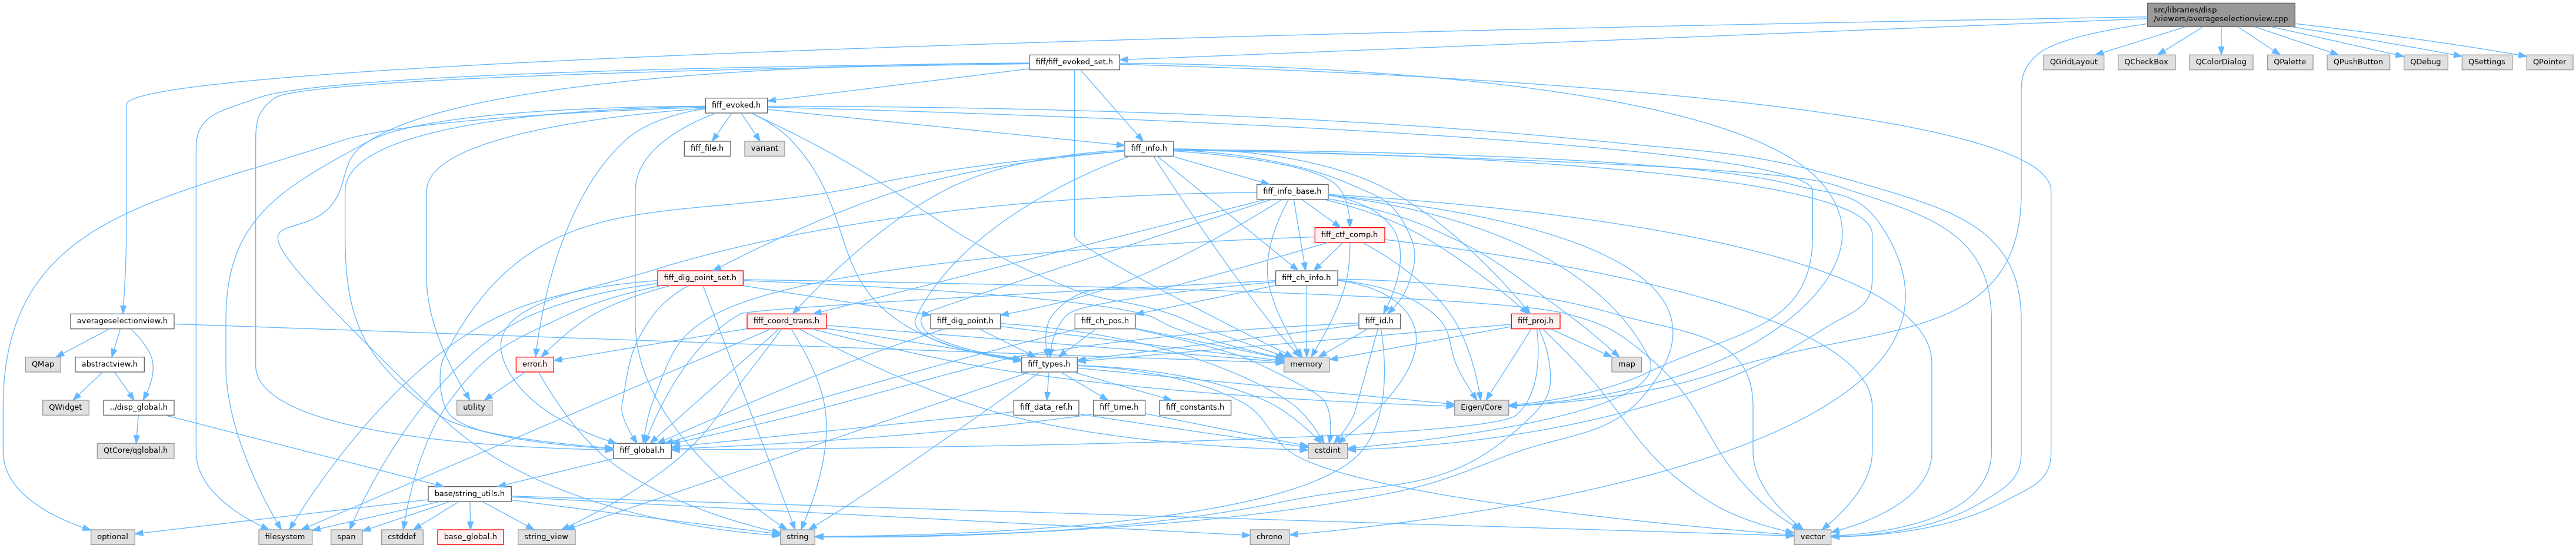 src/libraries/disp
/viewers/averageselectionview.cpp
fiff/fiff_evoked_set.h
QGridLayout
QCheckBox
QColorDialog
QPalette
QPushButton
QDebug
QSettings
QPointer
fiff_evoked.h
fiff_file.h
variant
fiff_info.h
fiff_info_base.h
fiff_ctf_comp.h
fiff_dig_point_set.h
fiff_ch_info.h
averageselectionview.h
fiff_coord_trans.h
fiff_dig_point.h
fiff_ch_pos.h
fiff_id.h
fiff_proj.h
QMap
abstractview.h
error.h
fiff_types.h
memory
map
QWidget
../disp_global.h
utility
fiff_data_ref.h
fiff_time.h
fiff_constants.h
Eigen/Core
QtCore/qglobal.h
fiff_global.h
cstdint
base/string_utils.h
optional
filesystem
span
cstddef
base_global.h
string_view
string
chrono
vector